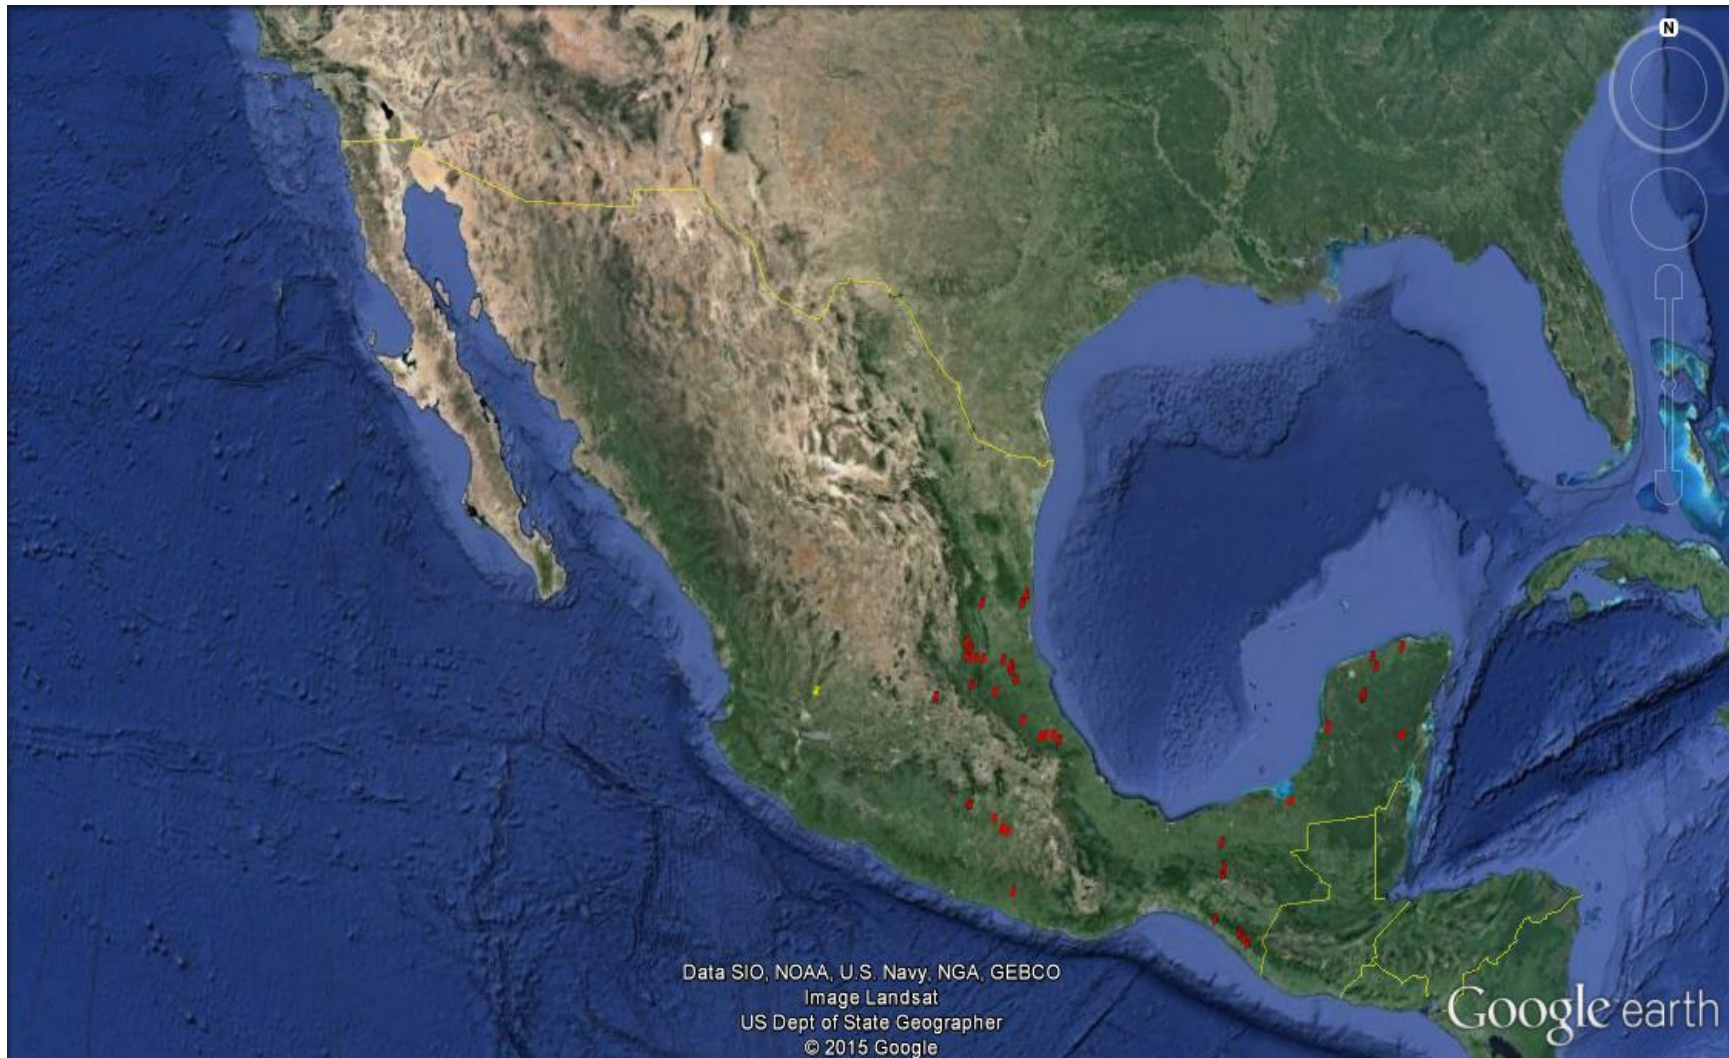 N
Data SIO, NOAA, U.S. Navy, NGA, GEBCO
Image Landsat
US Dept of State Geographer
© 2015 Google
Google earth